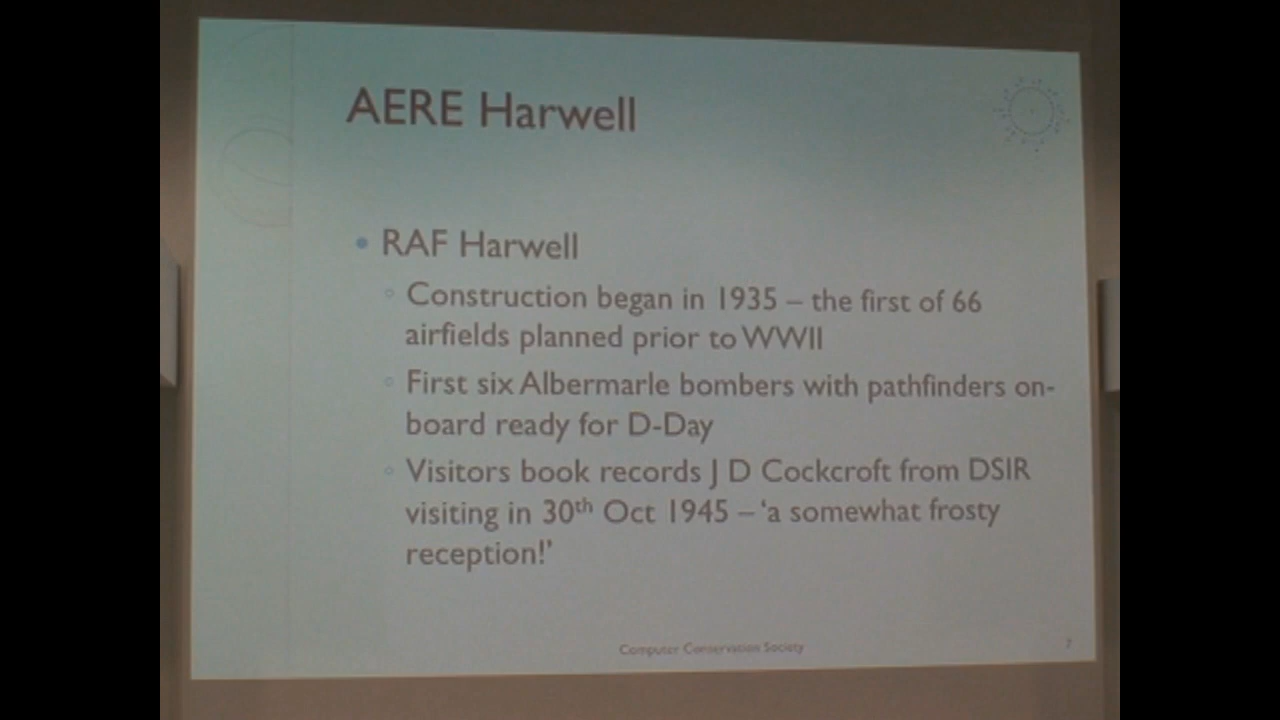 AERE Harwell
• RAF Harwell
◦ Construction began in 1935 – the first of 66
airfields planned prior to WWII
◦ First six Albermarle bombers with pathfinders on-
board ready for D-Day
◦ Visitors book records J D Cockcroft from DSIR
visiting in 30th Oct 1945 – ‘a somewhat frosty
reception!’
Computer Conservation Society
7